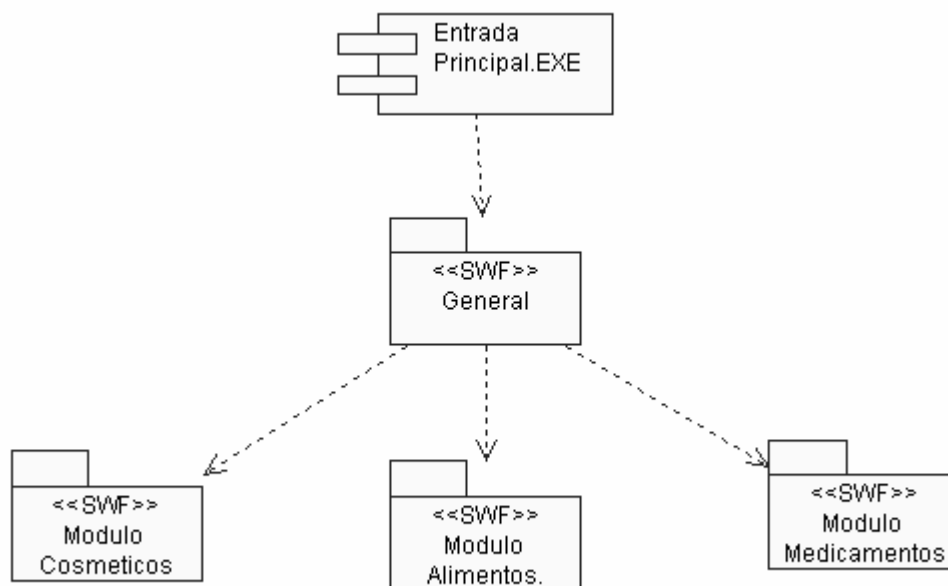 Entrada
Principal.EXE
<<SWF>>
General
<<SWF>>
Modulo
Cosmeticos
<<SWF>>
Modulo
Alimentos.
<<SWF>>
Modulo
Medicamentos